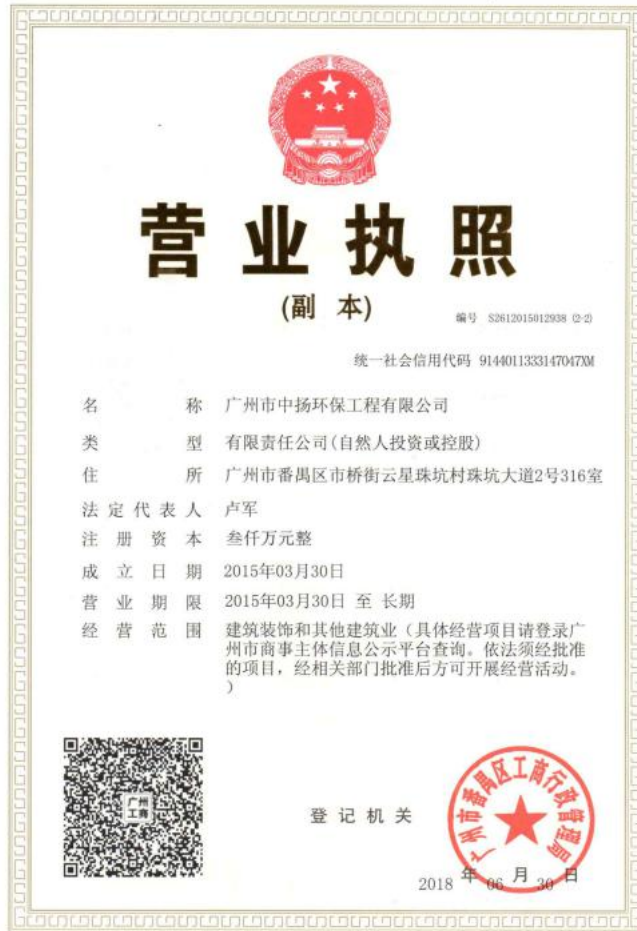 营业执照
(副 本)
编号 S2612015012938 (2-2)
统一社会信用代码 91440113331470470XM
名 称 广州市中扬环保工程有限公司
类 型 有限责任公司(自然人投资或控股)
住 所 广州市番禺区市桥街云星珠坑村珠坑大道2号316室
法定代表人 卢军
注 册 资 本 叁仟万元整
成 立 日 期 2015年03月30日
营 业 期 限 2015年03月30日 至 长期
经 营 范 围 建筑装饰和其他建筑业（具体经营项目请登录广
州市商事主体信息公示平台查询。依法须经批准
的项目，经相关部门批准后方可开展经营活动。
）
广州
工商
登 记 机 关
广州市番禺区工商行政管理局
2018 年 06 月 30 日